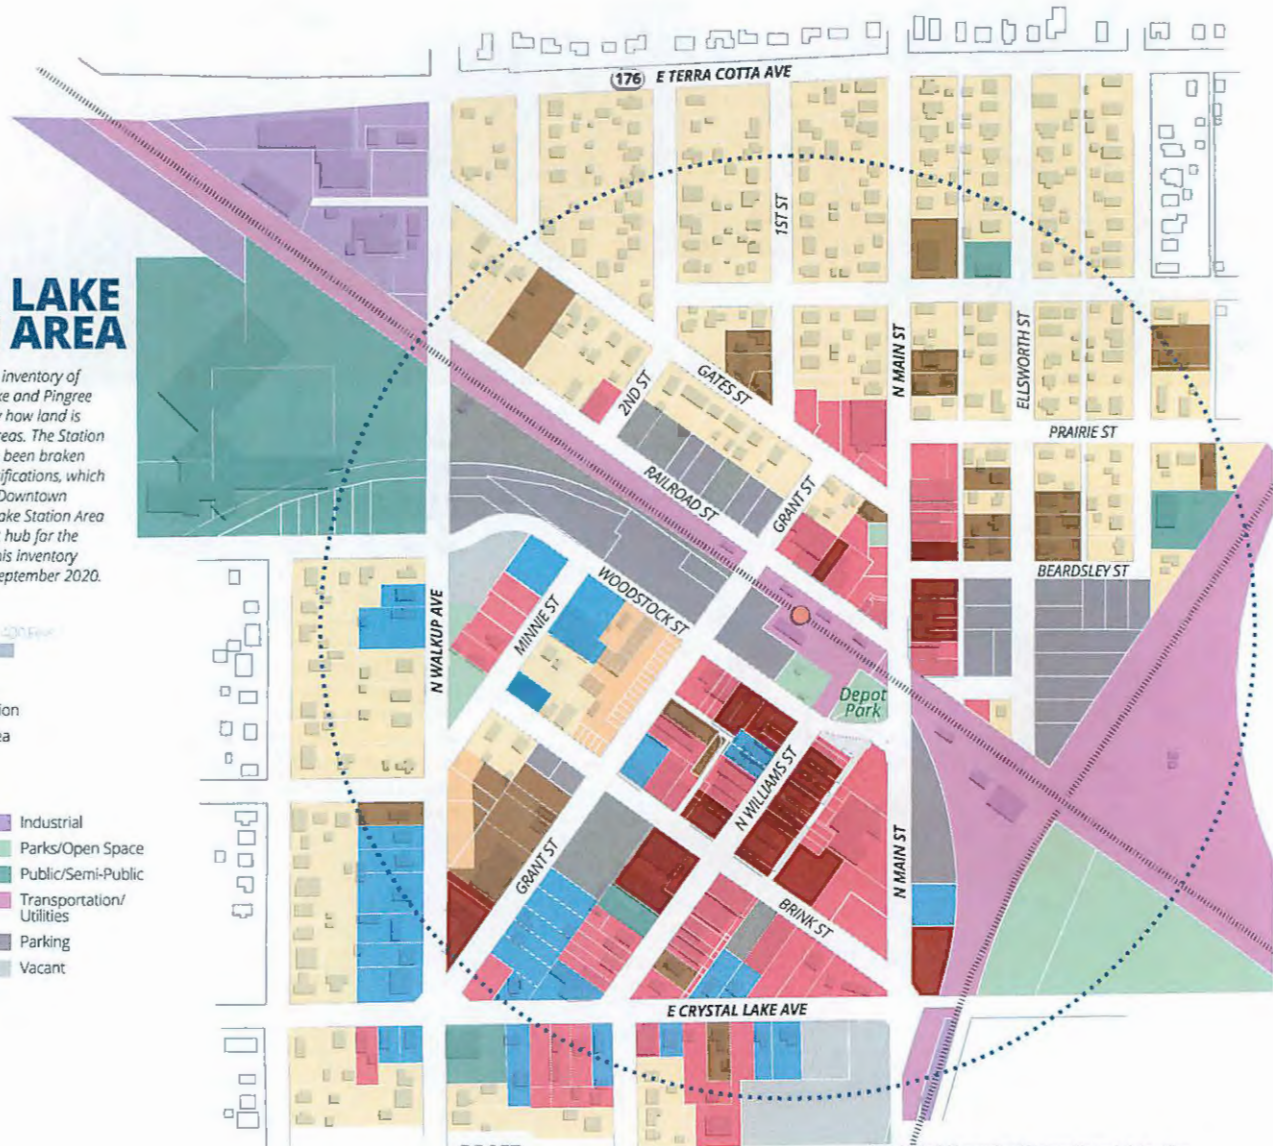 176 E TERRA COTTA AVE
1ST ST
LAKE
AREA
inventory of
ke and Pingree
how land is
reas. The Station
been broken
sifications, which
Downtown
ake Station Area
hub for the
his inventory
eptember 2020.
2ND ST
GATES ST
N MAIN ST
ELLSWORTH ST
PRAIRIE ST
RAILROAD ST
GRANT ST
BEARDSLEY ST
WOODSTOCK ST
MINNIE ST
N WALKUP AVE
Depot
Park
N WILLIAMS ST
N MAIN ST
GRANT ST
BRINK ST
E CRYSTAL LAKE AVE
Industrial
Parks/Open Space
Public/Semi-Public
Transportation/
Utilities
Parking
Vacant